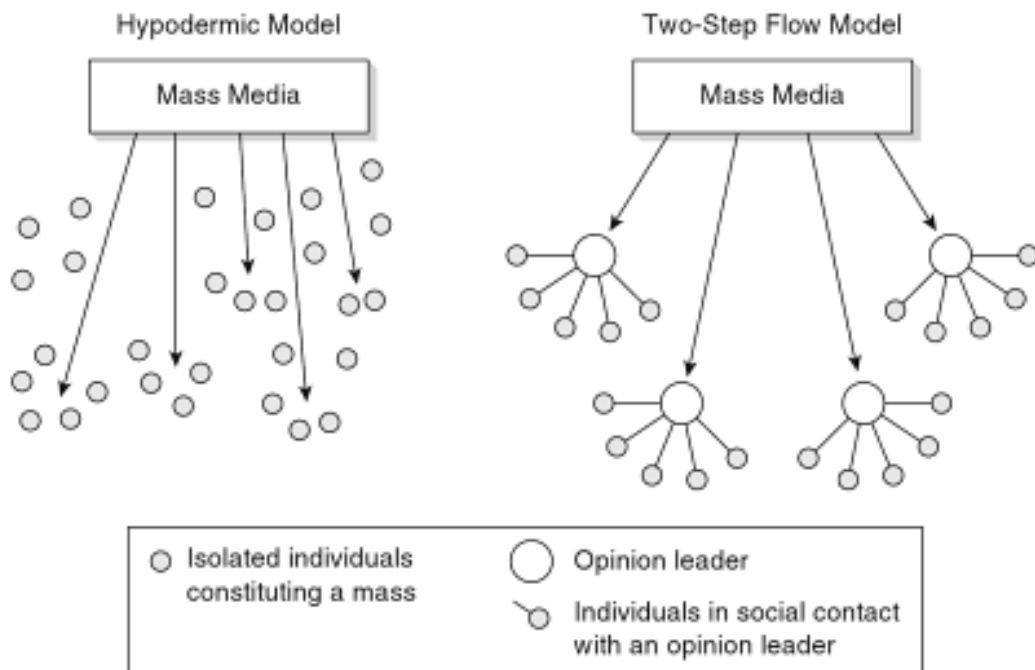 Hypodermic Model
Two-Step Flow Model
Mass Media
Mass Media
Isolated individuals
constituting a mass
Opinion leader
Individuals in social contact
with an opinion leader